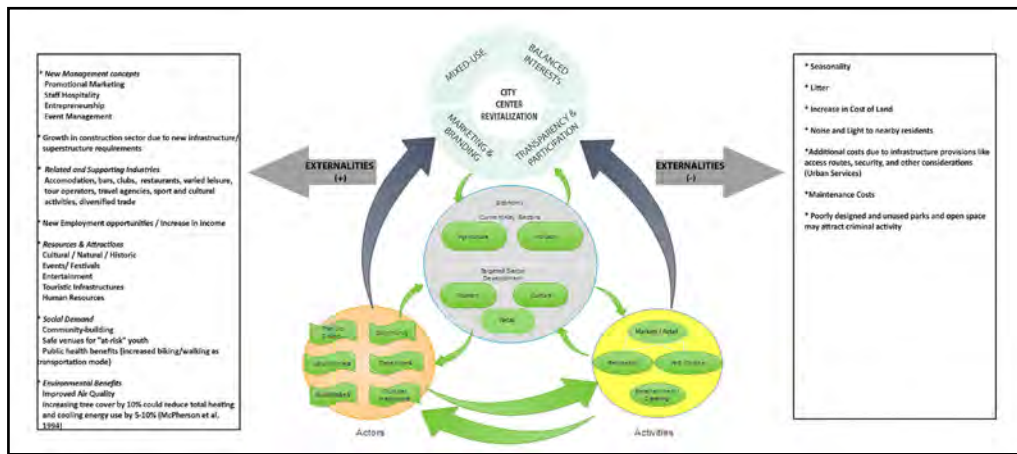 * New Management concepts
Promotional Marketing
Staff Hospitality
Entrepreneurship
Event Management
* Growth in construction sector due to new infrastructure/
superstructure requirements
* Related and Supporting Industries
Accomodation, bars, clubs, restaurants, varied leisure,
tour operators, travel agencies, sport and cultural
activities, diversified trade
* New Employment opportunities / Increase in Income
* Resources & Attractions
Cultural / Natural / Historic
Events/ Festivals
Entertainment
Touristic Infrastructures
Human Resources
* Social Demand
Community-building
Safe venues for "at-risk" youth
Public health benefits (increased biking/walking as
transportation mode)
* Environmental Benefits
Improved Air Quality
Increasing tree cover by 10% could reduce total heating
and cooling energy use by 5-10% (McPherson et al.
1994)
EXTERNALITIES
(+)
MIXED-USE
BALANCED
INTERESTS
CITY
CENTER
REVITALIZATION
MARKETING &
BRANDING
TRANSPARENCY &
PARTICIPATION
Economy
Current Key Sectors
Agriculture
Targeted Sector
Development
Culture
Retail
Actors
Market / Retail
Activities
EXTERNALITIES
(-)
* Seasonality
* Litter
* Increase in Cost of Land
* Noise and Light to nearby residents
*Additional costs due to infrastructure provisions like
access routes, security, and other considerations
(Urban Services)
*Maintenance Costs
* Poorly designed and unused parks and open space
may attract criminal activity